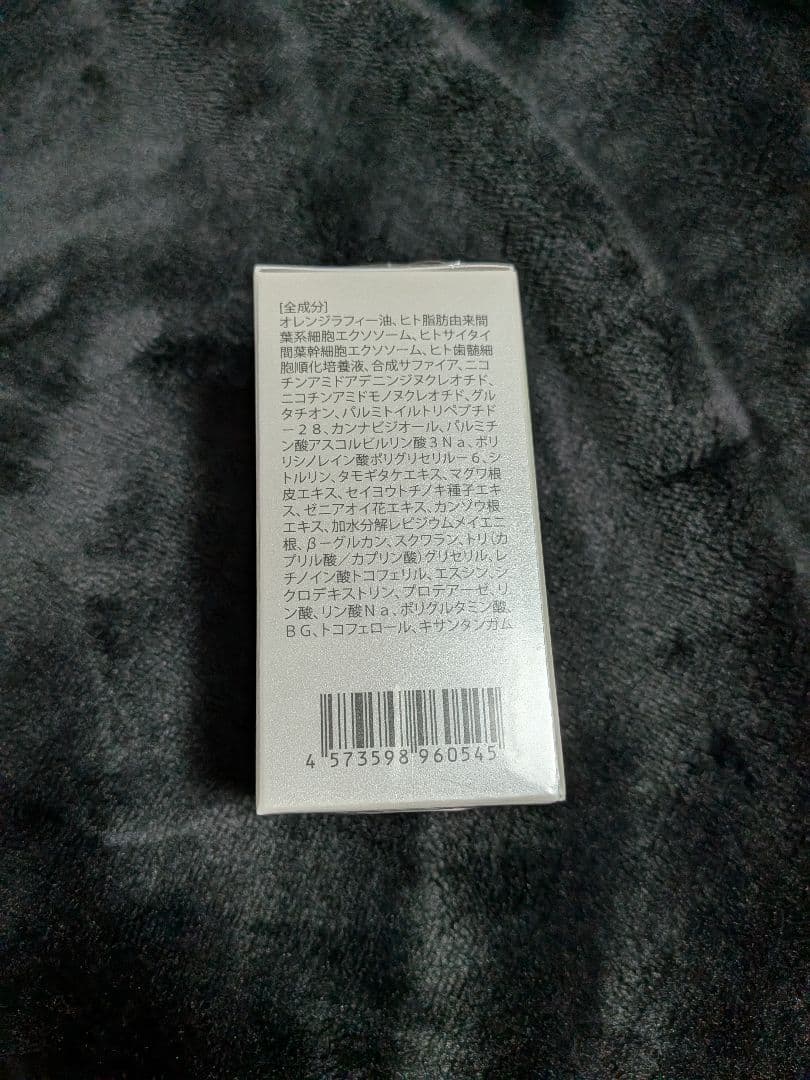 [全成分]
オレンジラフィー油、ヒト脂肪由来間
葉系細胞エクソソーム、ヒトサイタイ
間葉幹細胞エクソソーム、ヒト歯髄細
胞順化培養液、合成サファイア、ニコ
チンアミドアデニンジヌクレオチド、
ニコチンアミドモノヌクレオチド、グル
タチオン、パルミトイルトリペプチド
－２８、カンナビジオール、パルミチ
ン酸アスコルビルリン酸３Ｎａ、ポリ
リシノレイン酸ポリグリセリル－６、シ
トルリン、タモギタケエキス、マグワ根
皮エキス、セイヨウトチノキ種子エキ
ス、ゼニアオイ花エキス、カンゾウ根
エキス、加水分解レピジウムメイエニ
根、β－グルカン、スクワラン、トリ（カ
プリル酸／カプリン酸）グリセリル、レ
チノイン酸トコフェリル、エスシン、シ
クロデキストリン、プロテアーゼ、リ
ン酸、リン酸Ｎａ、ポリグルタミン酸、
ＢＧ、トコフェロール、キサンタンガム
4 573598 960545